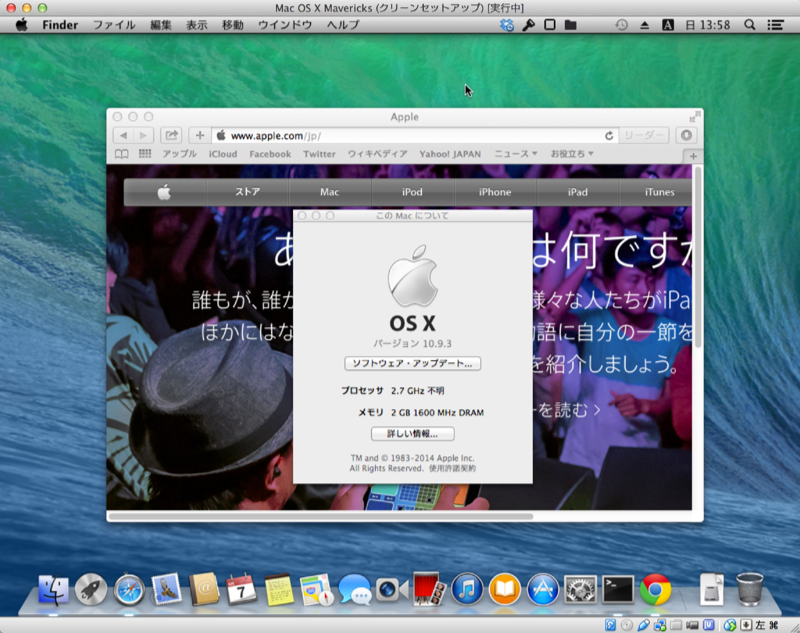 Mac OS X Mavericks (クリーンセットアップ) [実行中]
Finder ファイル 編集 表示 移動 ウインドウ ヘルプ A 日 13:58
Apple
www.apple.com/jp/ リーダー
アップル iCloud Facebook Twitter ウィキペディア Yahoo! JAPAN ニュース お役立ち
ストア Mac iPod iPhone iPad iTunes
この Mac について
あ は何ですか
誰もが、誰か 様々な人たちがiPa
ほかにはな 物語に自分の一節を
を紹介しましょう。
を読む >
OS X
バージョン 10.9.3
ソフトウェア・アップデート...
プロセッサ 2.7 GHz 不明
メモリ 2 GB 1600 MHz DRAM
詳しい情報...
TM and © 1983-2014 Apple Inc.
All Rights Reserved. 使用許諾契約
7
左 ⌘